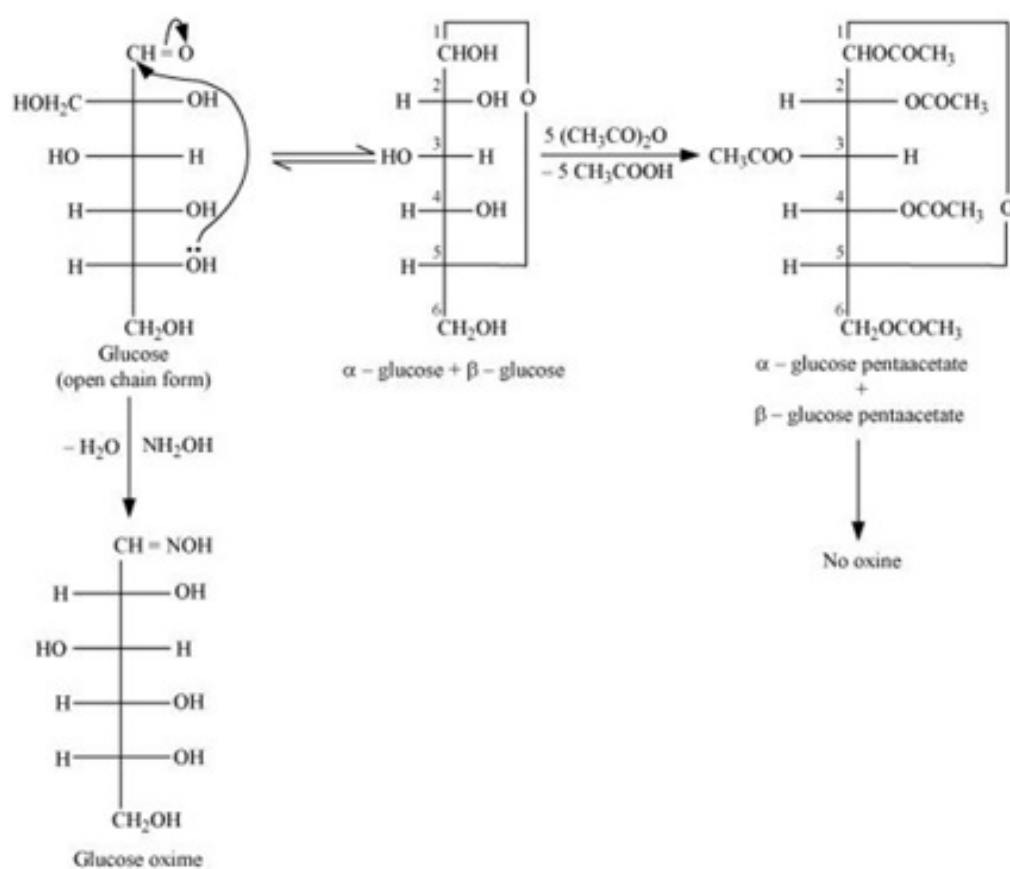 CH = O
HOH₂C OH
HO H
H OH
H OH
CH₂OH
Glucose
(open chain form)
1
CHOH
2
H OH O
3
HO H
4
H OH
5
H
6
CH₂OH
α – glucose + β – glucose
5 (CH₃CO)₂O
– 5 CH₃COOH
1
CHOCOCH₃
2
H OCOCH₃
3
CH₃COO H
4
H OCOCH₃ O
5
H
6
CH₂OCOCH₃
α – glucose pentaacetate
+
β – glucose pentaacetate
No oxine
– H₂O NH₂OH
CH = NOH
H OH
HO H
H OH
H OH
CH₂OH
Glucose oxime